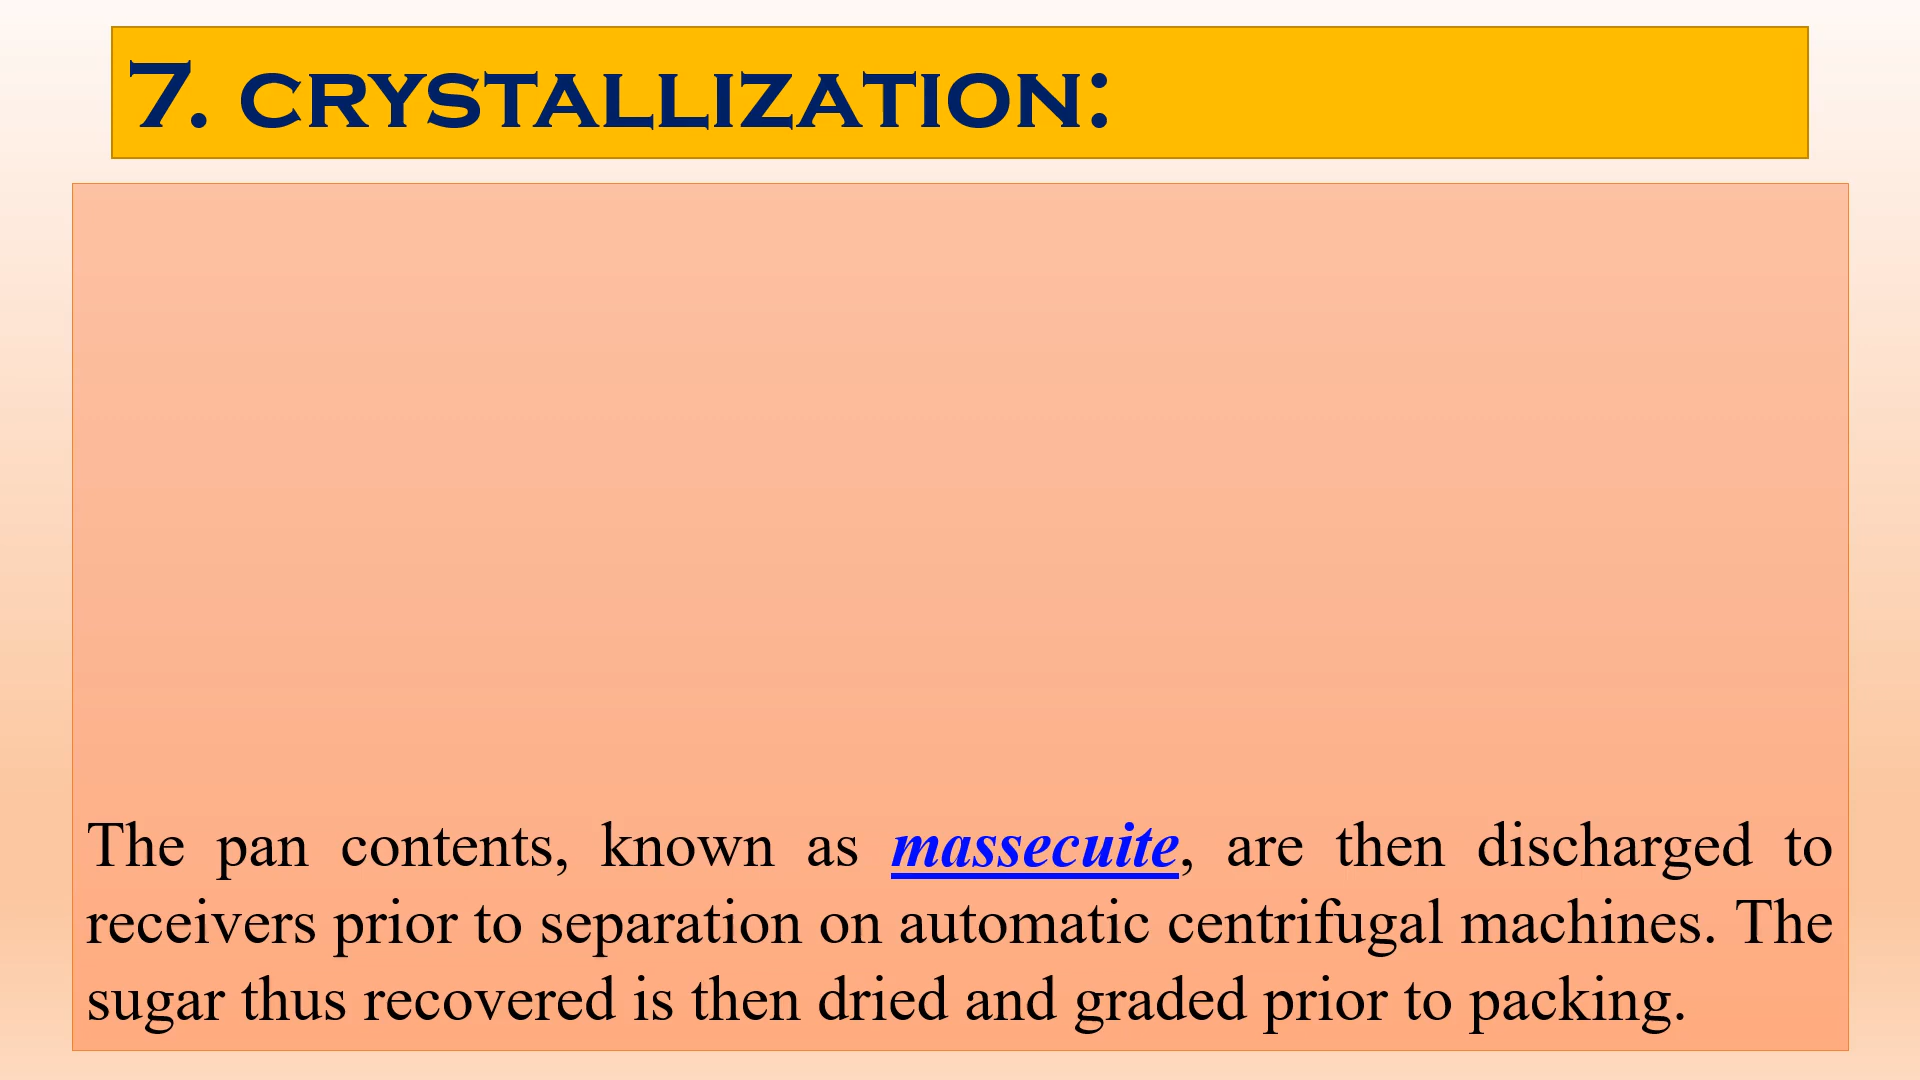 7. CRYSTALLIZATION:
The pan contents, known as massecuite, are then discharged to
receivers prior to separation on automatic centrifugal machines. The
sugar thus recovered is then dried and graded prior to packing.